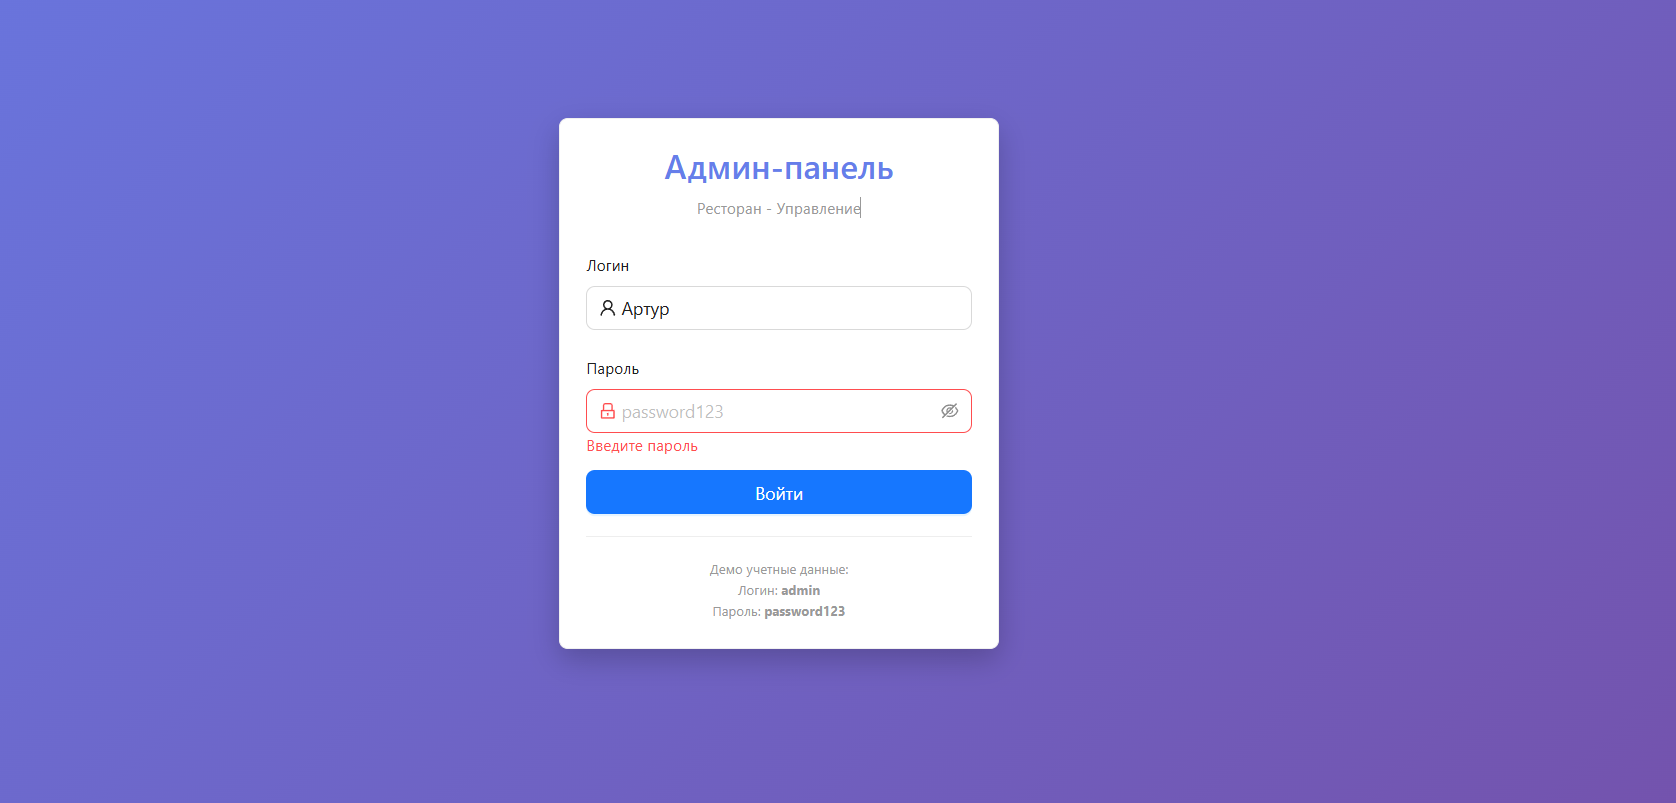 Админ-панель
Ресторан - Управление
Логин
Артур
Пароль
password123
Введите пароль
Войти
Демо учетные данные:
Логин: admin
Пароль: password123